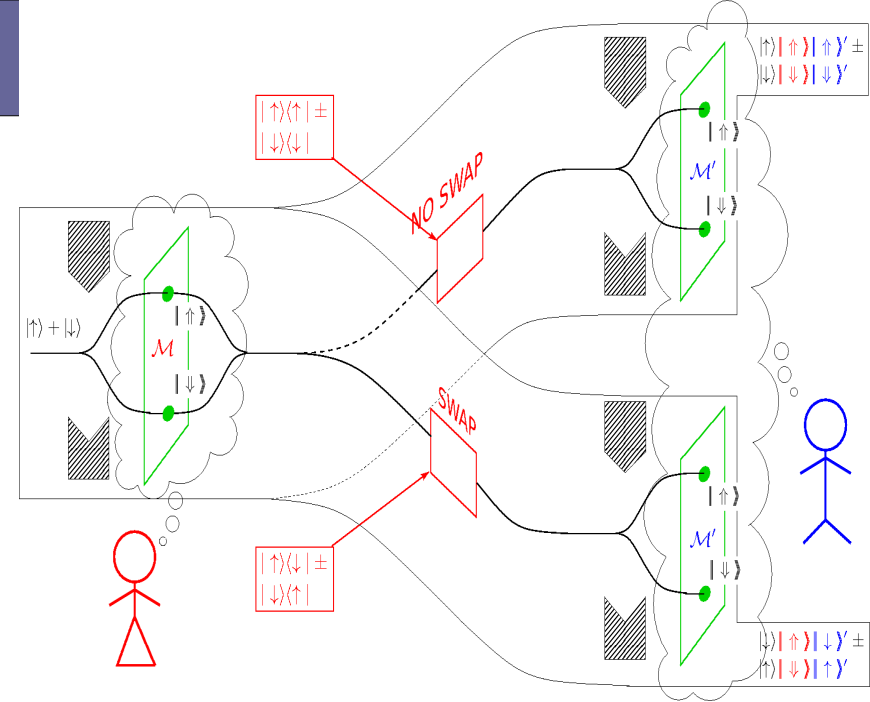 |↑⟩|⇑⟩|⇑⟩′ ±
|↓⟩|⇓⟩|⇓⟩′
|↑⟩⟨↑| ±
|↓⟩⟨↓|
NO SWAP
|⇑⟩
ℳ′
|⇓⟩
|↑⟩ + |↓⟩
|⇑⟩
ℳ
|⇓⟩
SWAP
|⇑⟩
ℳ′
|⇓⟩
|↑⟩⟨↓| ±
|↓⟩⟨↑|
|↓⟩|⇑⟩|↓⟩′ ±
|↑⟩|⇓⟩|↑⟩′